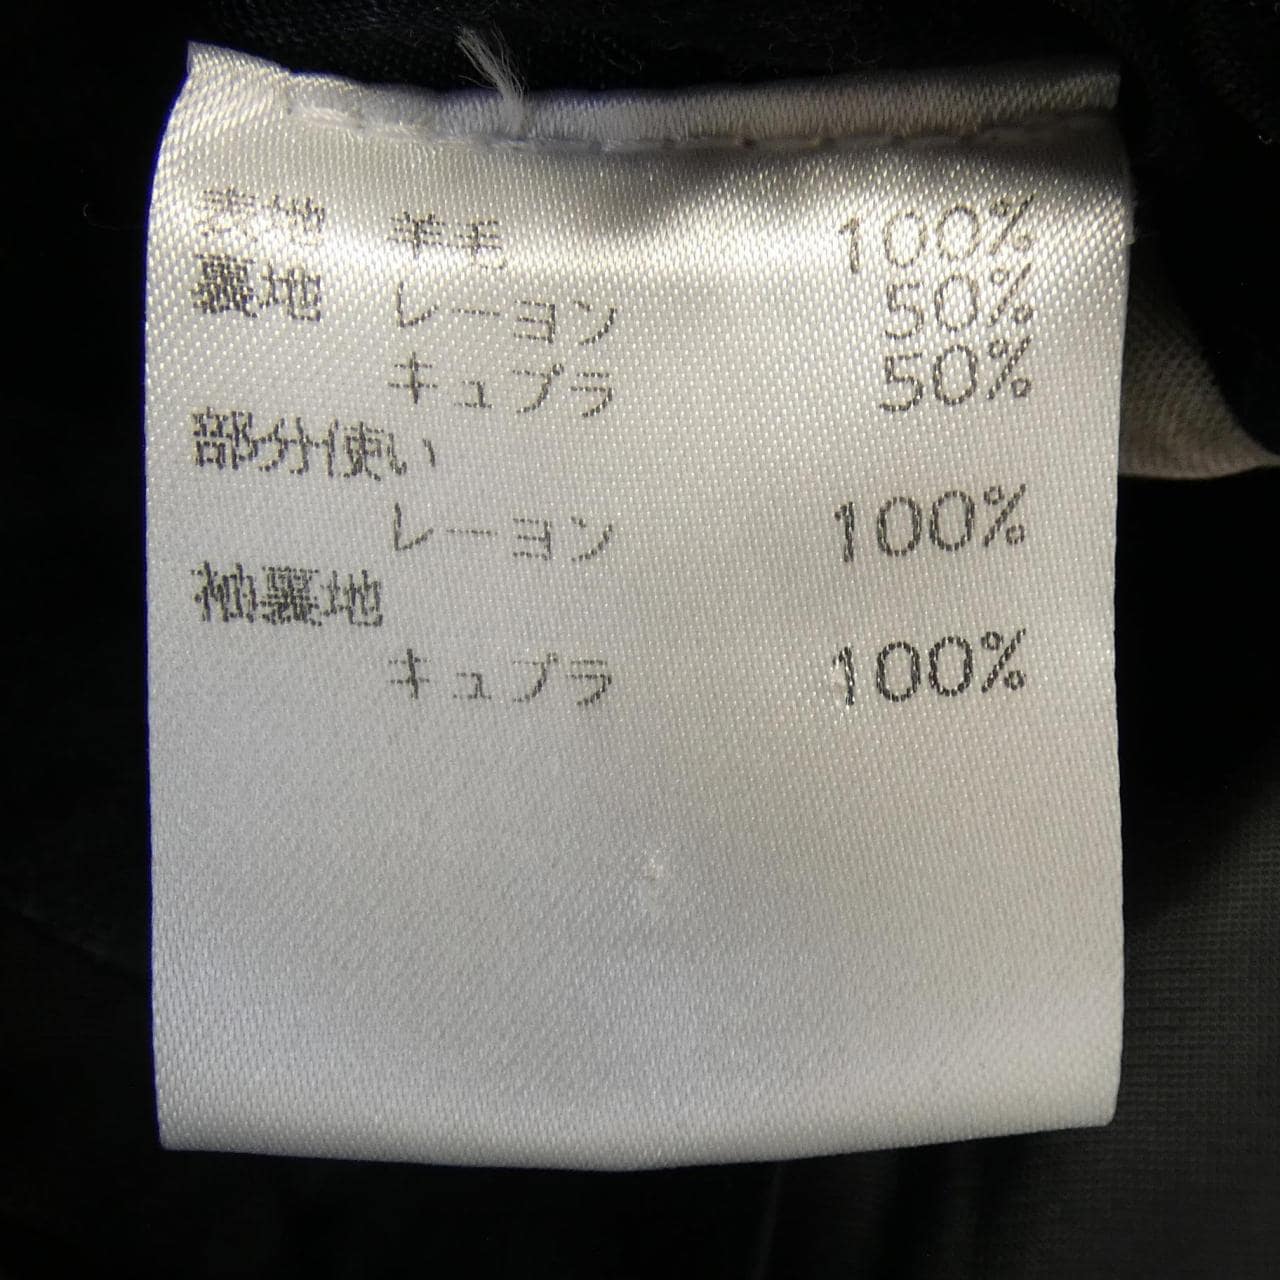 表地 羊毛 100%
裏地 レーヨン 50%
キュプラ 50%
部分使い
レーヨン 100%
袖裏地
キュプラ 100%